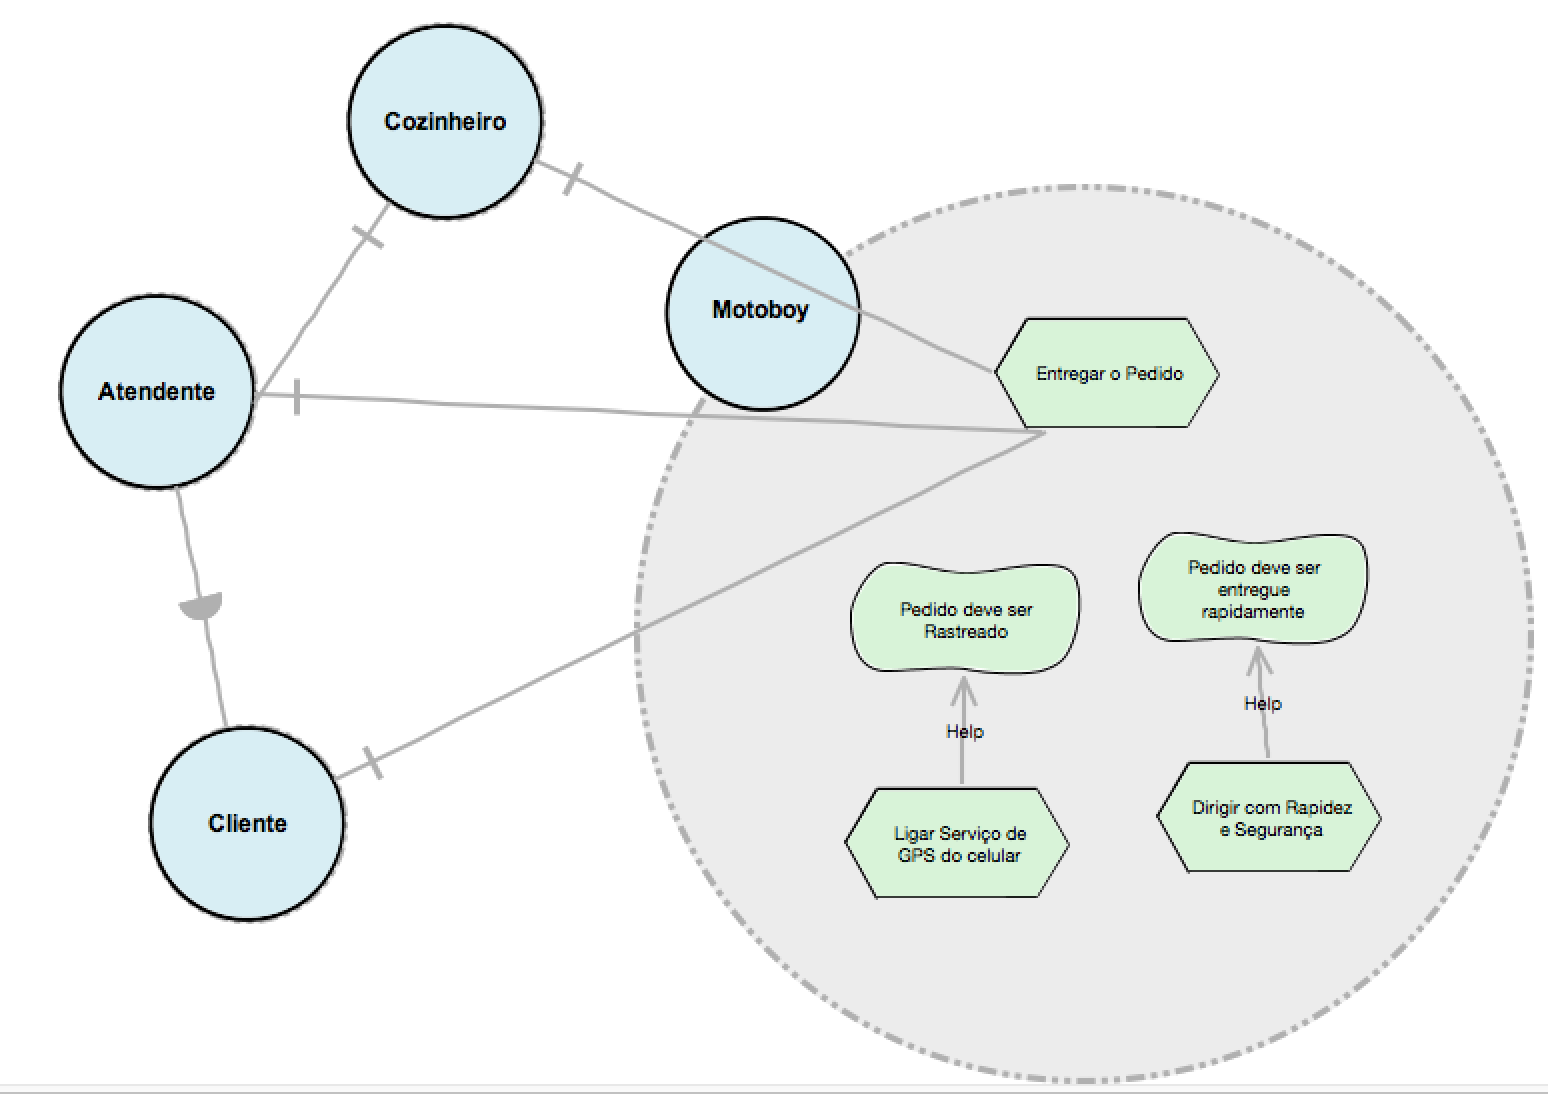 Cozinheiro
Motoboy
Atendente
Entregar o Pedido
Pedido deve ser
entregue
rapidamente
Pedido deve ser
Rastreado
Help
Help
Cliente
Dirigir com Rapidez
e Segurança
Ligar Serviço de
GPS do celular